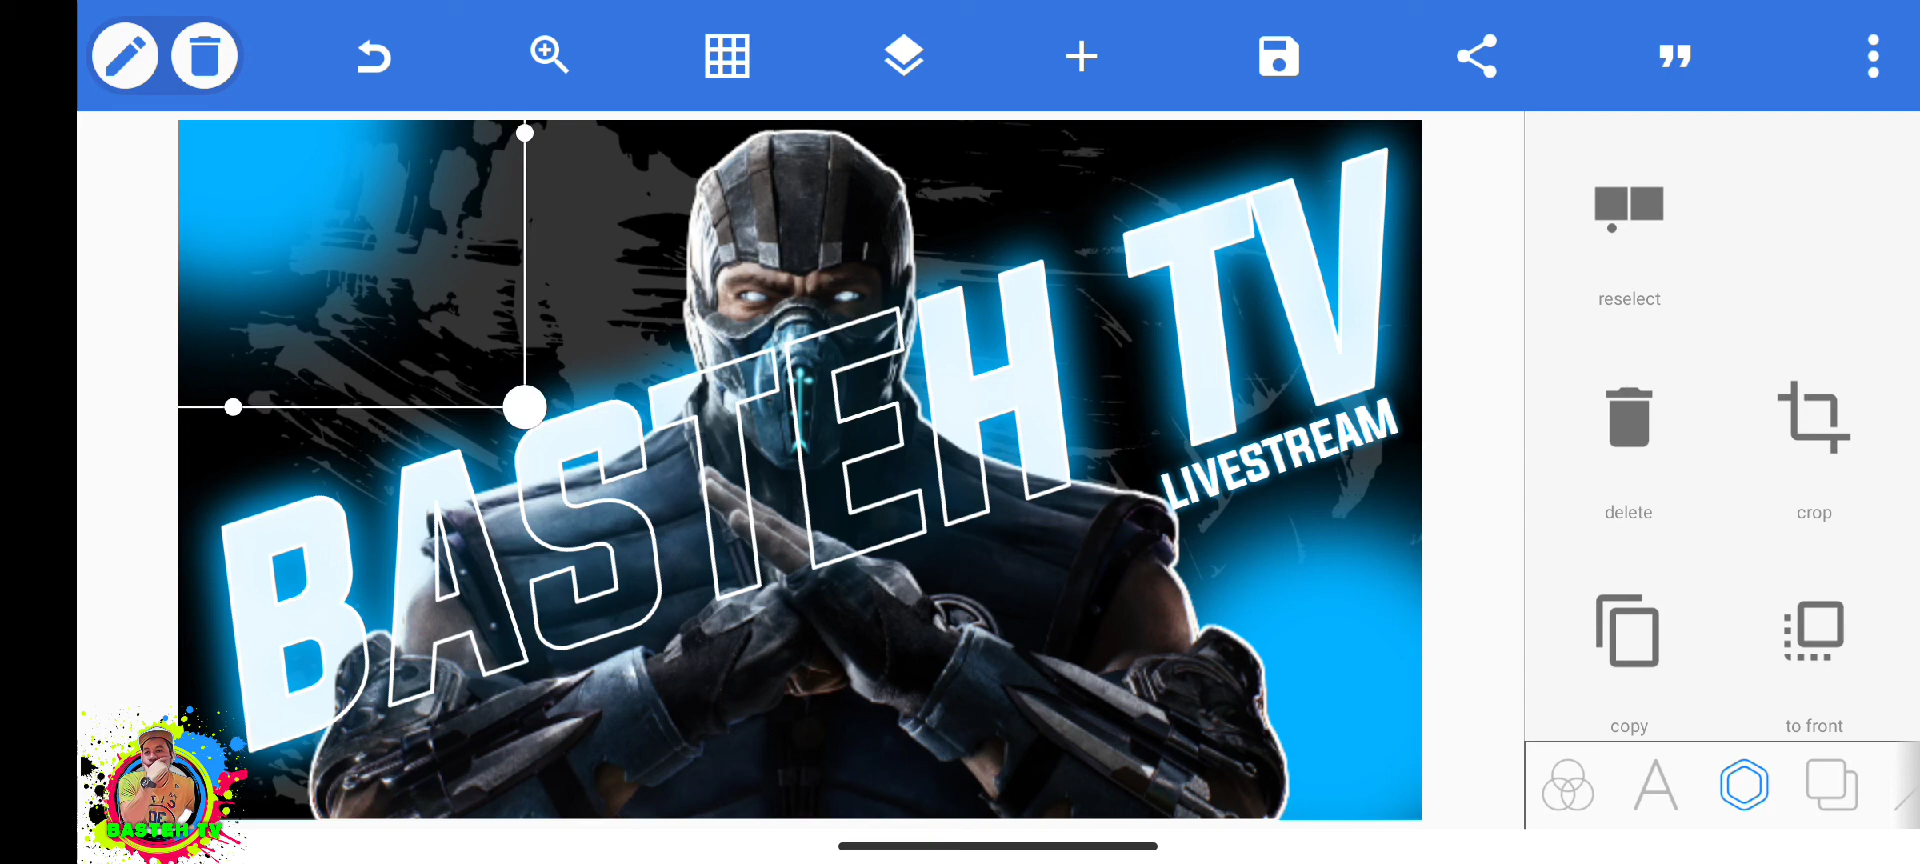 BASTEH TV
LIVESTREAM
reselect
delete
crop
copy
to front
BASTEH TV